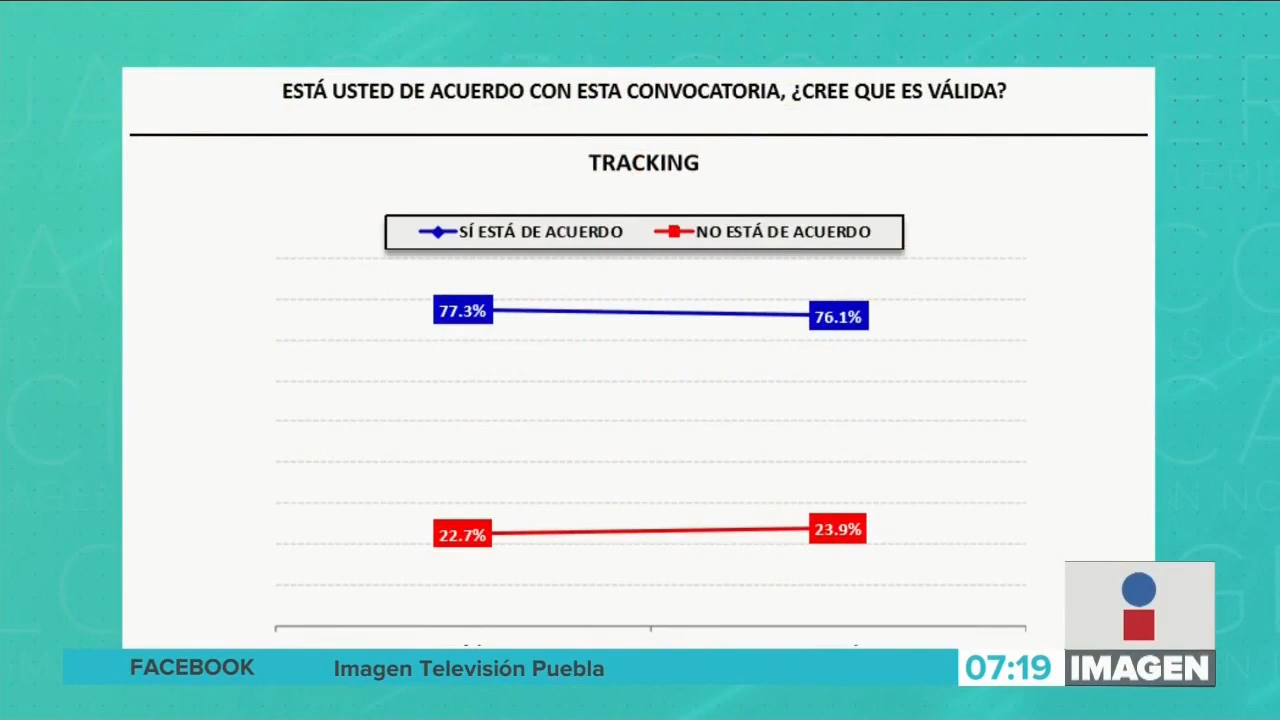 ESTÁ USTED DE ACUERDO CON ESTA CONVOCATORIA, ¿CREE QUE ES VÁLIDA?
TRACKING
SÍ ESTÁ DE ACUERDO NO ESTÁ DE ACUERDO
77.3% 76.1%
22.7% 23.9%
FACEBOOK Imagen Televisión Puebla 07:19 IMAGEN